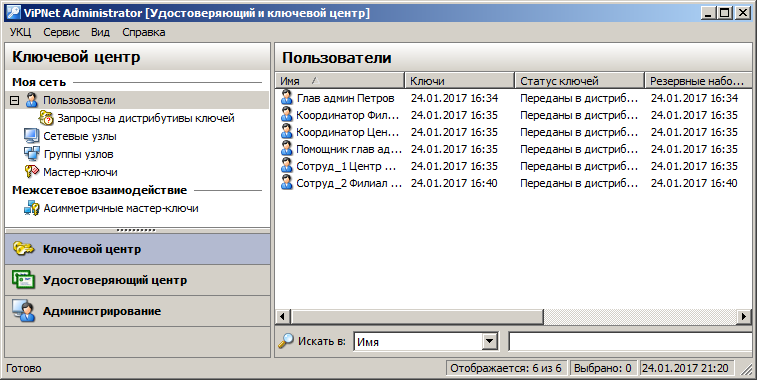 ViPNet Administrator [Удостоверяющий и ключевой центр]
УКЦ Сервис Вид Справка
Ключевой центр
Моя сеть
Пользователи
Запросы на дистрибутивы ключей
Сетевые узлы
Группы узлов
Мастер-ключи
Межсетевое взаимодействие
Асимметричные мастер-ключи
Ключевой центр
Удостоверяющий центр
Администрирование
Пользователи
Имя Ключи Статус ключей Резервные набо...
Глав админ Петров 24.01.2017 16:34 Переданы в дистриб... 24.01.2017 16:34
Координатор Фил... 24.01.2017 16:35 Переданы в дистриб... 24.01.2017 16:35
Координатор Цен... 24.01.2017 16:35 Переданы в дистриб... 24.01.2017 16:35
Помощник глав ад... 24.01.2017 16:35 Переданы в дистриб... 24.01.2017 16:35
Сотруд_1 Центр ... 24.01.2017 16:35 Переданы в дистриб... 24.01.2017 16:35
Сотруд_2 Филиал ... 24.01.2017 16:40 Переданы в дистриб... 24.01.2017 16:40
Искать в: Имя
Готово Отображается: 6 из 6 Выбрано: 0 24.01.2017 21:20